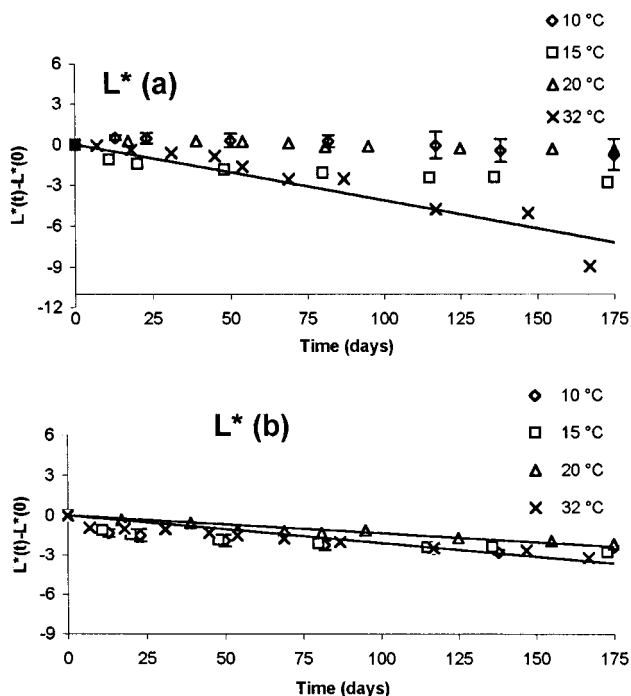 L* (a)
◇ 10 °C
□ 15 °C
△ 20 °C
× 32 °C
L*(t)-L*(0)
6
3
0
-3
-6
-9
-12
0 25 50 75 100 125 150 175
Time (days)
L* (b)
◇ 10 °C
□ 15 °C
△ 20 °C
× 32 °C
L*(t)-L*(0)
6
3
0
-3
-6
-9
0 25 50 75 100 125 150 175
Time (days)